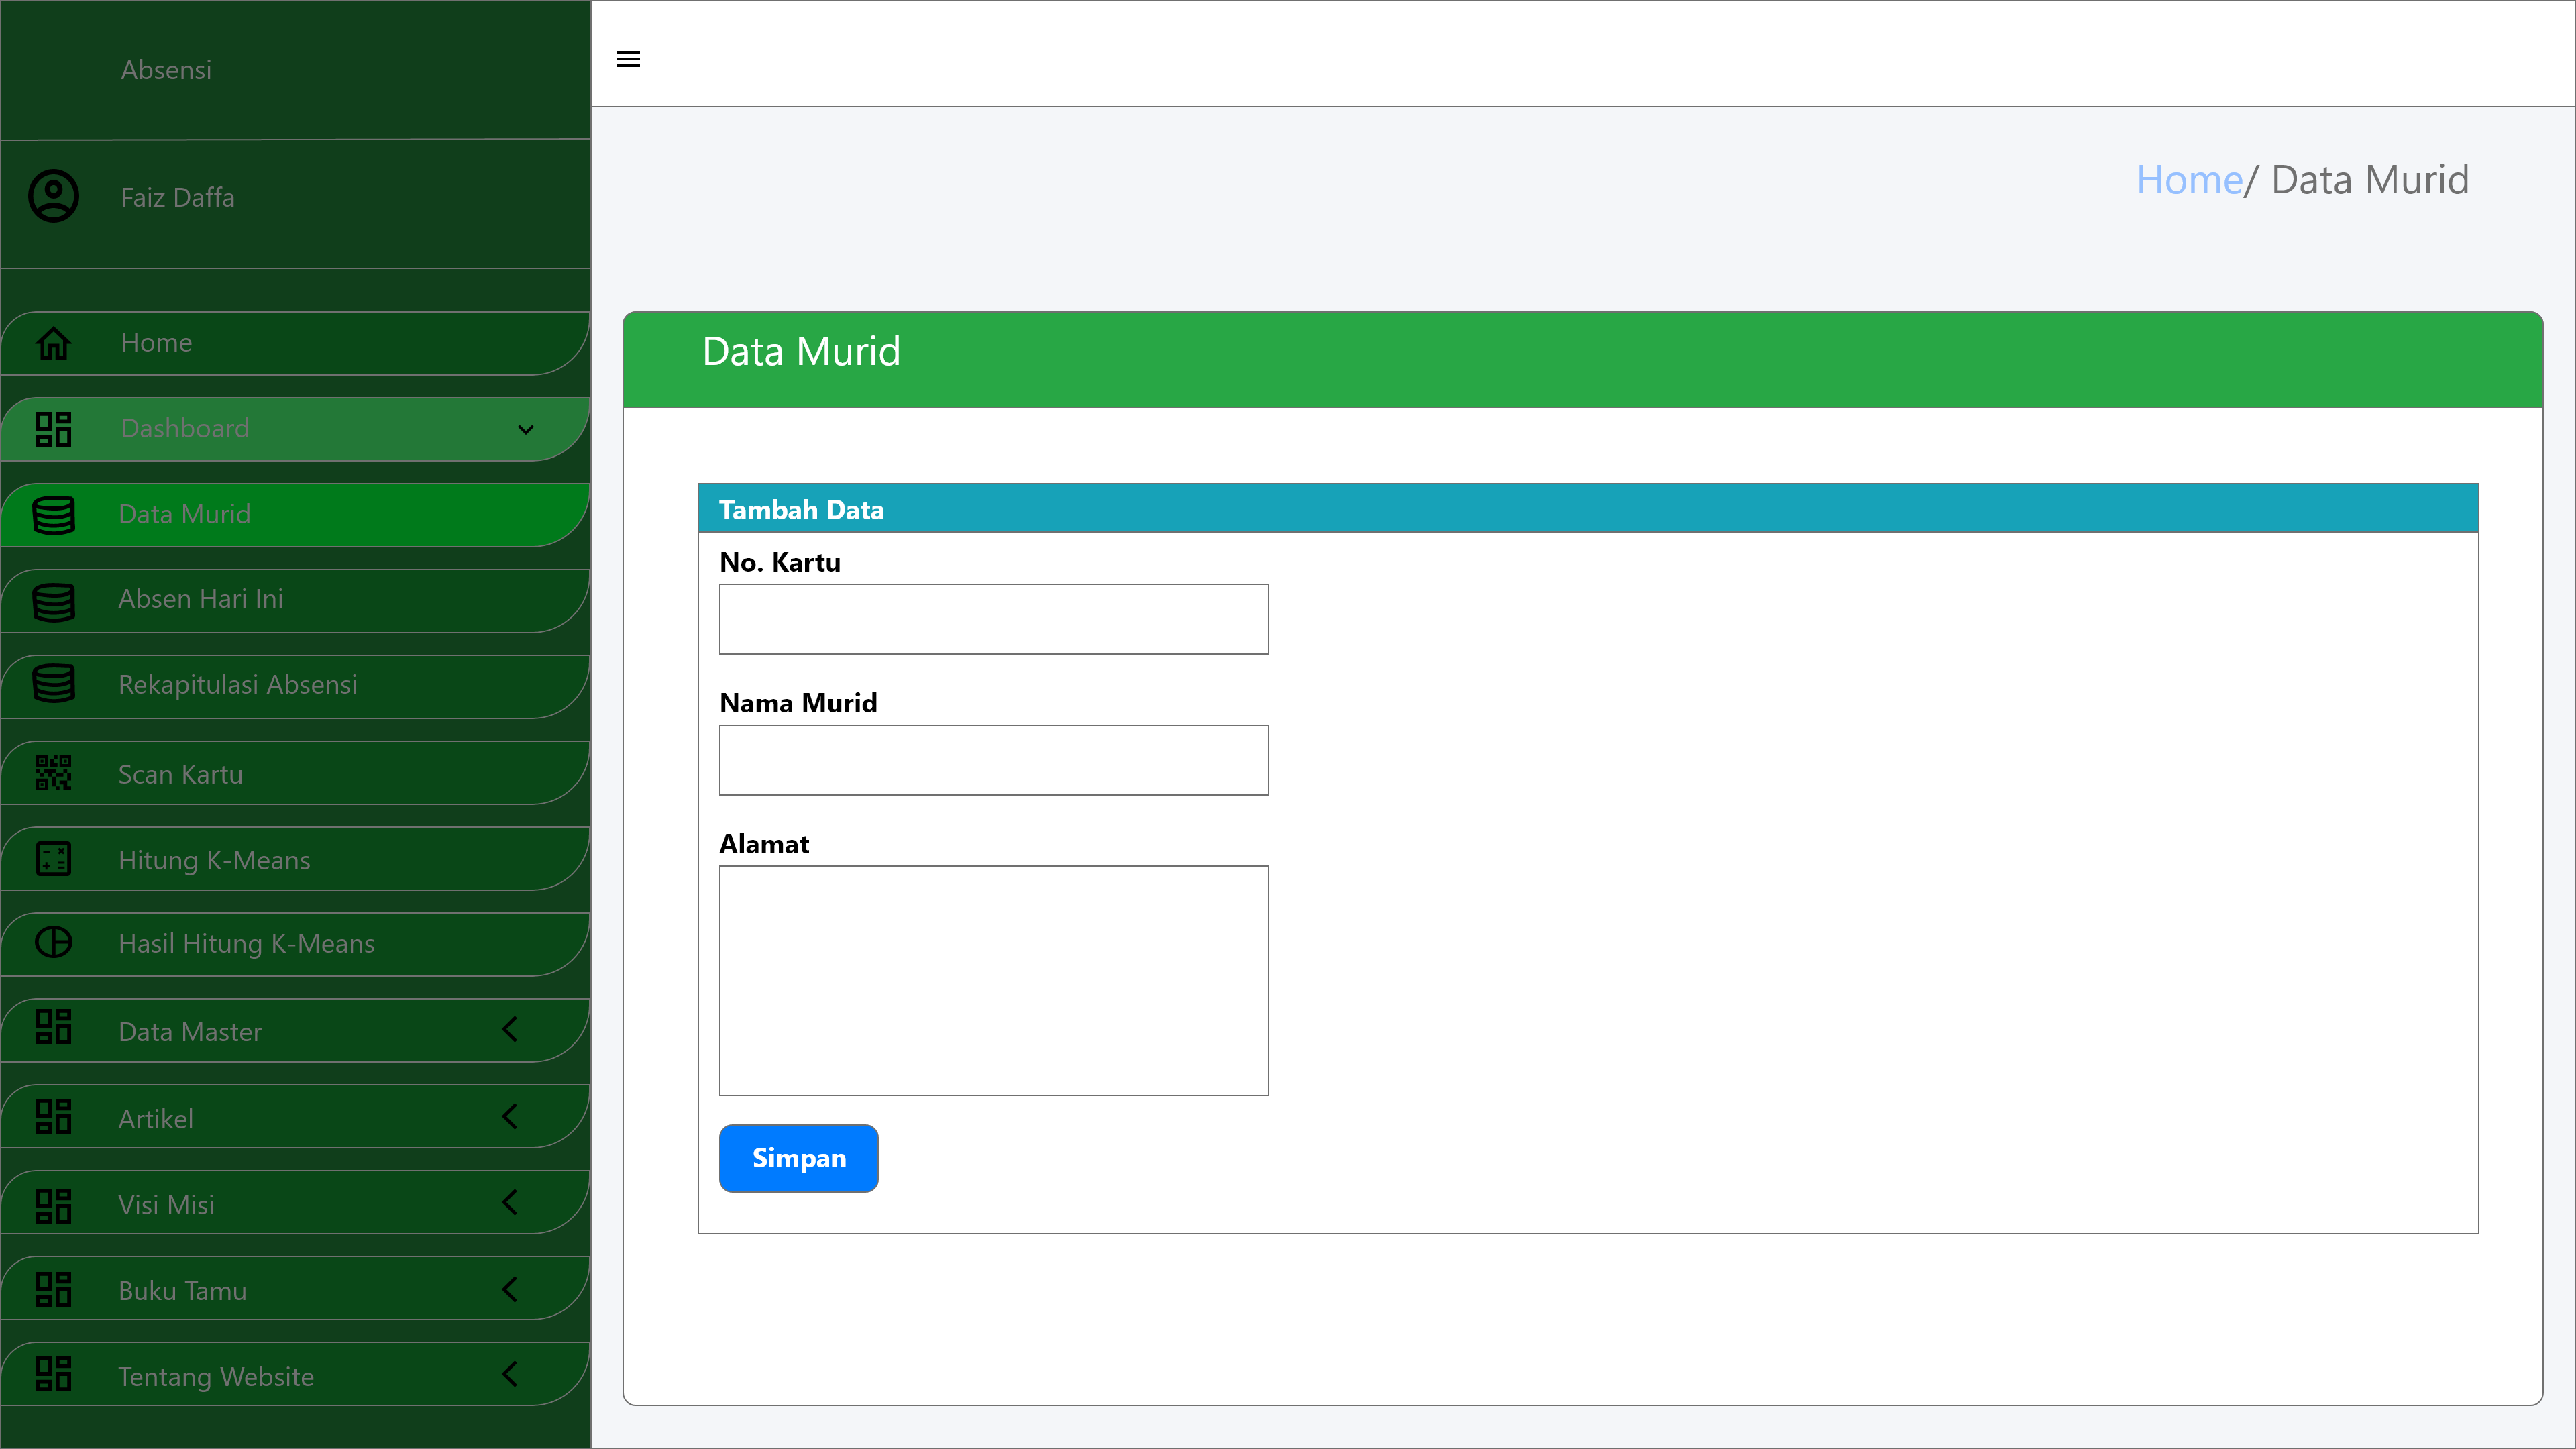 Absensi
Faiz Daffa
Home
Dashboard
Data Murid
Absen Hari Ini
Rekapitulasi Absensi
Scan Kartu
Hitung K-Means
Hasil Hitung K-Means
Data Master
Artikel
Visi Misi
Buku Tamu
Tentang Website
Home/ Data Murid
Data Murid
Tambah Data
No. Kartu
Nama Murid
Alamat
Simpan